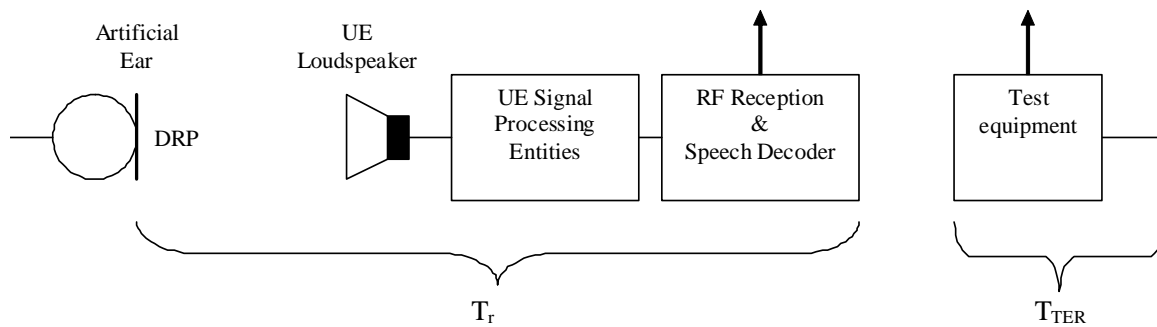 Artificial
Ear
UE
Loudspeaker
DRP
UE Signal
Processing
Entities
RF Reception
&
Speech Decoder
Test
equipment
Tr
TTER